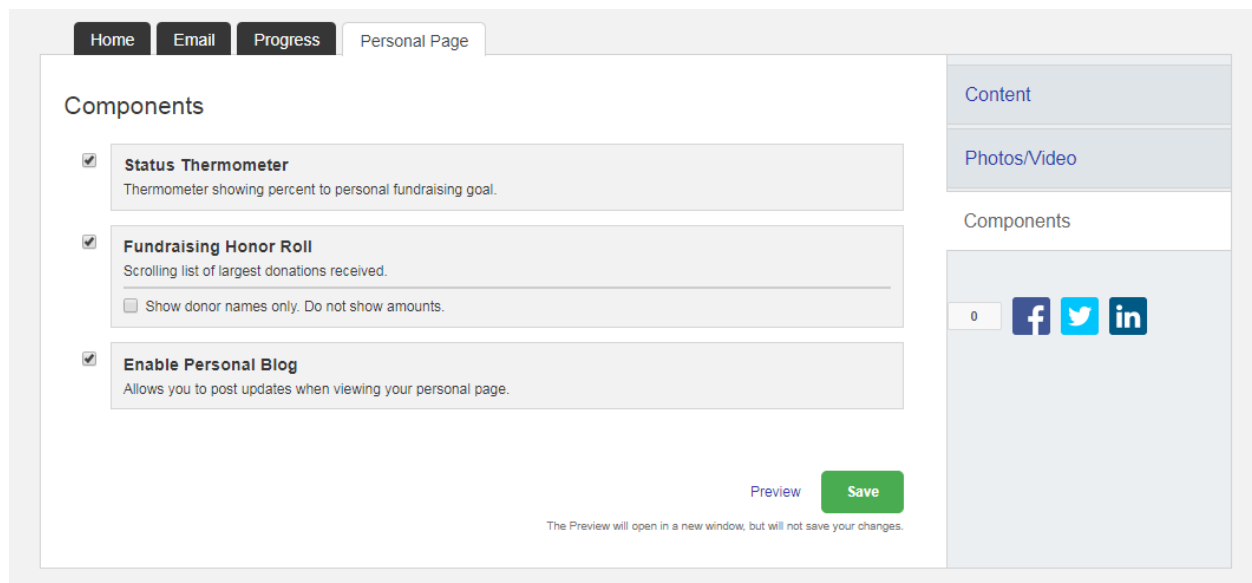 Home Email Progress Personal Page
Components
Status Thermometer
Thermometer showing percent to personal fundraising goal.
Fundraising Honor Roll
Scrolling list of largest donations received.
Show donor names only. Do not show amounts.
Enable Personal Blog
Allows you to post updates when viewing your personal page.
Preview Save
The Preview will open in a new window, but will not save your changes.
Content
Photos/Video
Components
0 f in